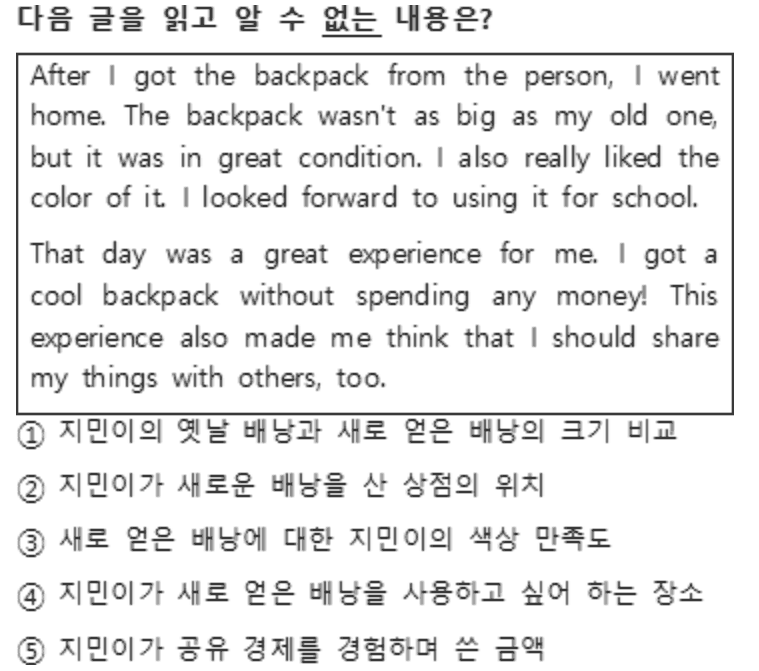 다음 글을 읽고 알 수 없는 내용은?
After I got the backpack from the person, I went
home. The backpack wasn't as big as my old one,
but it was in great condition. I also really liked the
color of it. I looked forward to using it for school.
That day was a great experience for me. I got a
cool backpack without spending any money! This
experience also made me think that I should share
my things with others, too.
① 지민이의 옛날 배낭과 새로 얻은 배낭의 크기 비교
② 지민이가 새로운 배낭을 산 상점의 위치
③ 새로 얻은 배낭에 대한 지민이의 색상 만족도
④ 지민이가 새로 얻은 배낭을 사용하고 싶어 하는 장소
⑤ 지민이가 공유 경제를 경험하며 쓴 금액